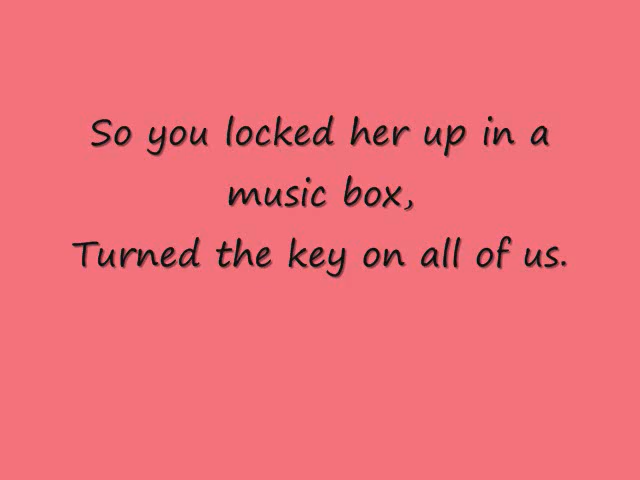 So you locked her up in a
music box,
Turned the key on all of us.